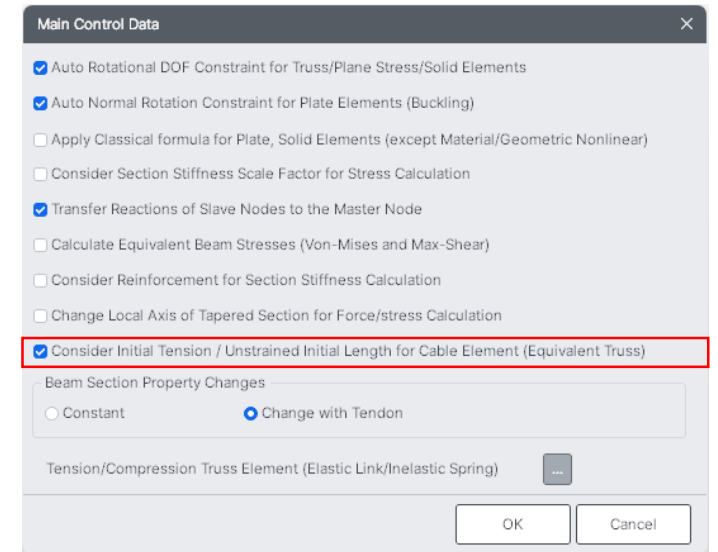 Main Control Data
Auto Rotational DOF Constraint for Truss/Plane Stress/Solid Elements
Auto Normal Rotation Constraint for Plate Elements (Buckling)
Apply Classical formula for Plate, Solid Elements (except Material/Geometric Nonlinear)
Consider Section Stiffness Scale Factor for Stress Calculation
Transfer Reactions of Slave Nodes to the Master Node
Calculate Equivalent Beam Stresses (Von-Mises and Max-Shear)
Consider Reinforcement for Section Stiffness Calculation
Change Local Axis of Tapered Section for Force/stress Calculation
Consider Initial Tension / Unstrained Initial Length for Cable Element (Equivalent Truss)
Beam Section Property Changes
Constant Change with Tendon
Tension/Compression Truss Element (Elastic Link/Inelastic Spring) ...
OK Cancel